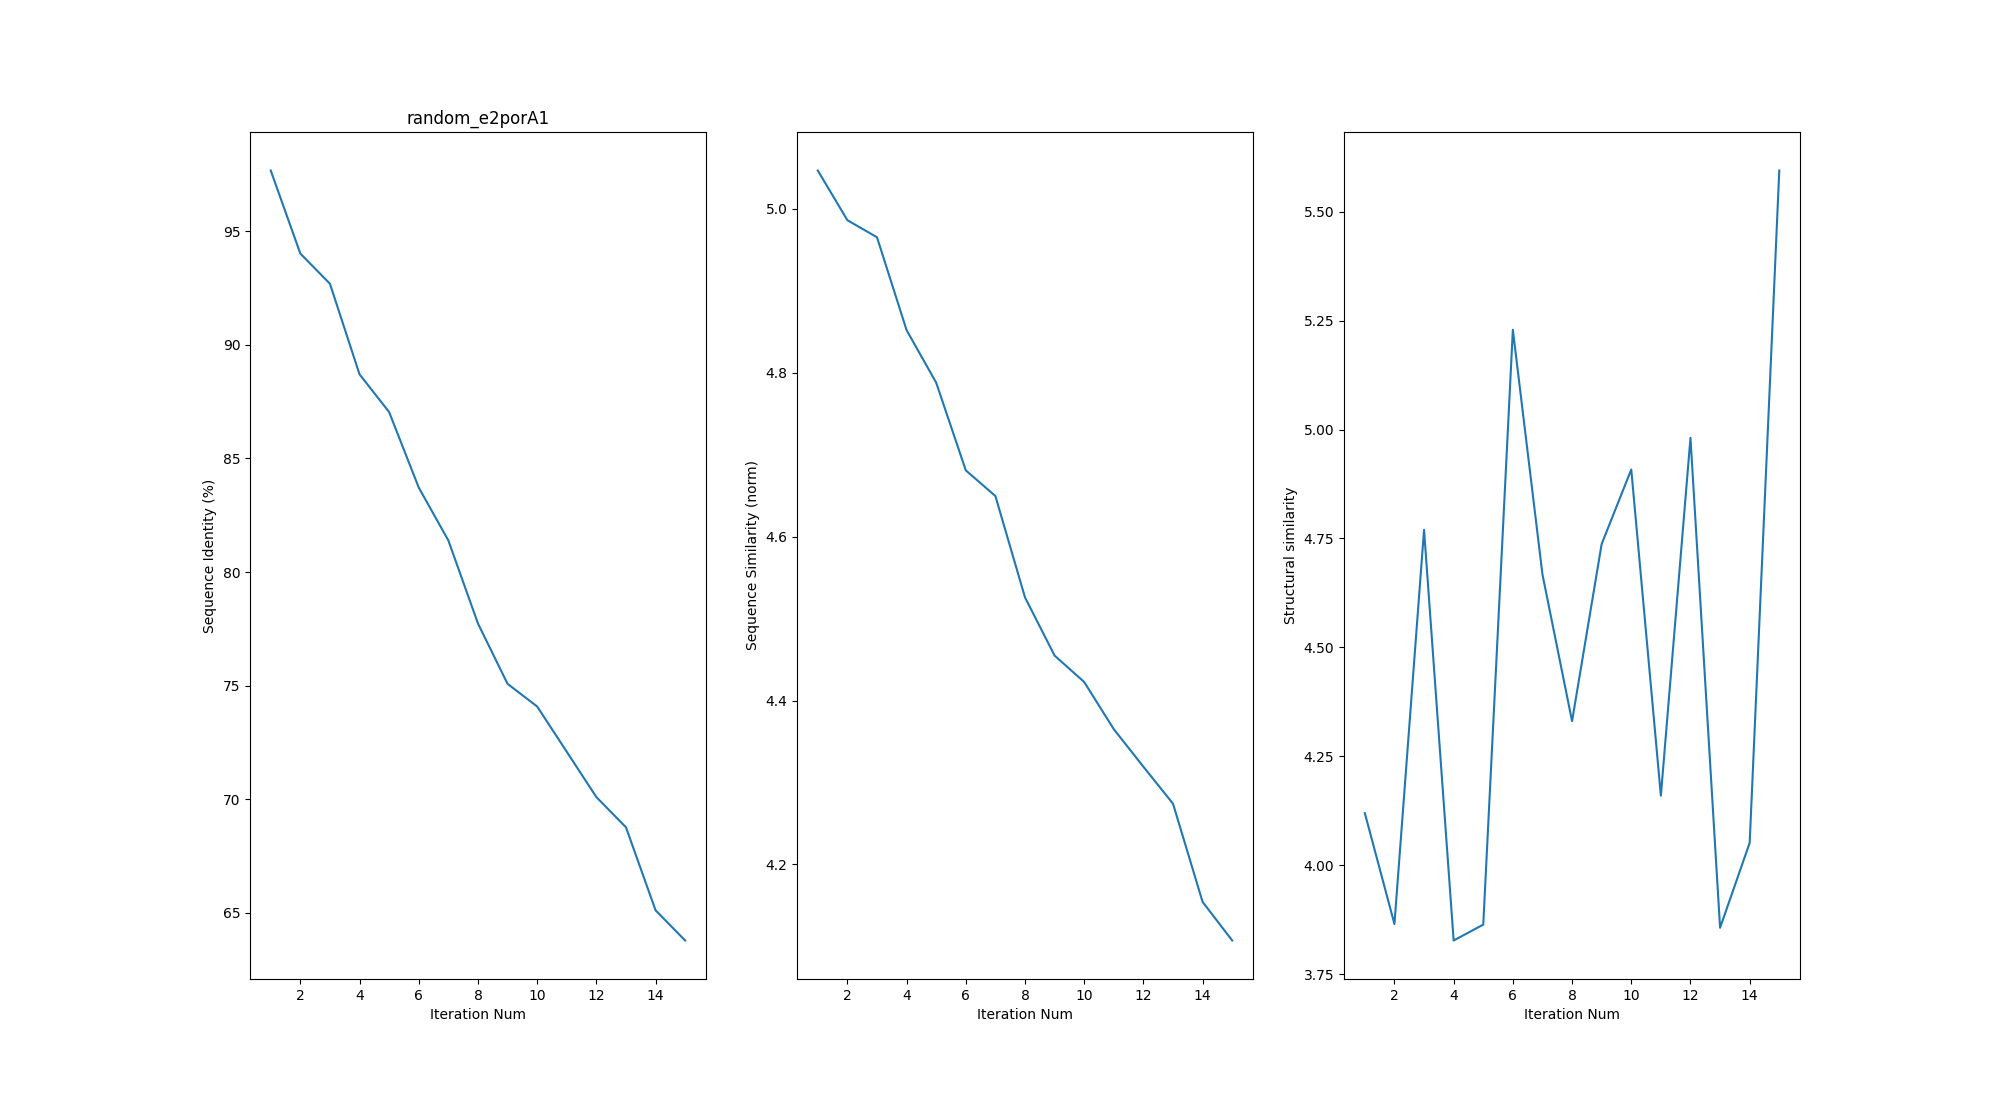 random_e2porA1
Sequence Identity (%)
95
90
85
80
75
70
65
2 4 6 8 10 12 14
Iteration Num
Sequence Similarity (norm)
5.0
4.8
4.6
4.4
4.2
2 4 6 8 10 12 14
Iteration Num
Structural similarity
5.50
5.25
5.00
4.75
4.50
4.25
4.00
3.75
2 4 6 8 10 12 14
Iteration Num